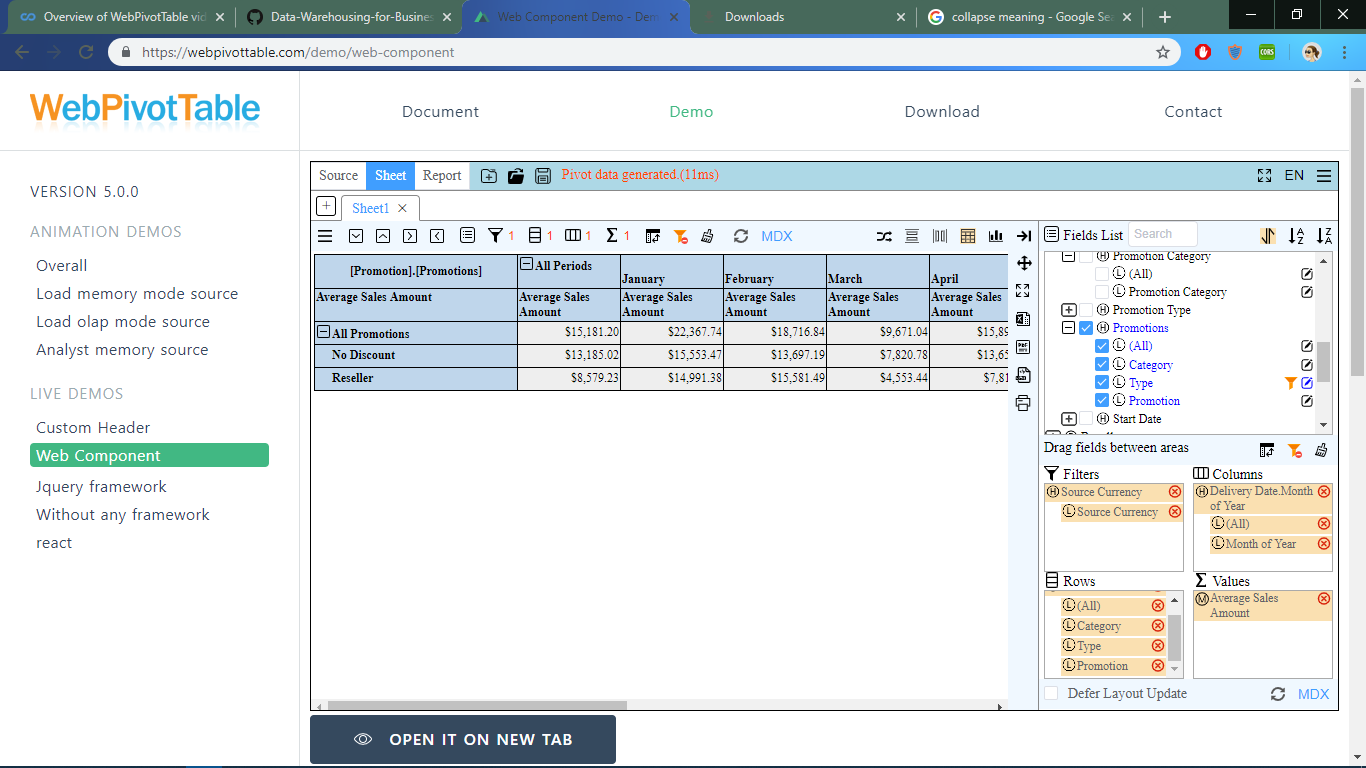 Overview of WebPivotTable vid
Data-Warehousing-for-Busines
Web Component Demo - Dem
Downloads
collapse meaning - Google Sea
https://webpivottable.com/demo/web-component
CORS
WebPivotTable
Document
Demo
Download
Contact
VERSION 5.0.0
ANIMATION DEMOS
Overall
Load memory mode source
Load olap mode source
Analyst memory source
LIVE DEMOS
Custom Header
Web Component
Jquery framework
Without any framework
react
Source Sheet Report Pivot data generated.(11ms) EN
Sheet1
1 1 1 1 MDX
[Promotion].[Promotions] All Periods January February March April
Average Sales Amount Average Sales Amount Average Sales Amount Average Sales Amount Average Sales Amount Average Sales Amount
All Promotions $15,181.20 $22,367.74 $18,716.84 $9,671.04 $15,89
No Discount $13,185.02 $15,553.47 $13,697.19 $7,820.78 $13,65
Reseller $8,579.23 $14,991.38 $15,581.49 $4,553.44 $7,81
Fields List Search
H Promotion Category
L (All)
L Promotion Category
H Promotion Type
H Promotions
L (All)
L Category
L Type
L Promotion
H Start Date
Drag fields between areas
Filters
H Source Currency
L Source Currency
Columns
H Delivery Date.Month
of Year
L (All)
L Month of Year
Rows
L (All)
L Category
L Type
L Promotion
Σ Values
M Average Sales
Amount
Defer Layout Update MDX
OPEN IT ON NEW TAB